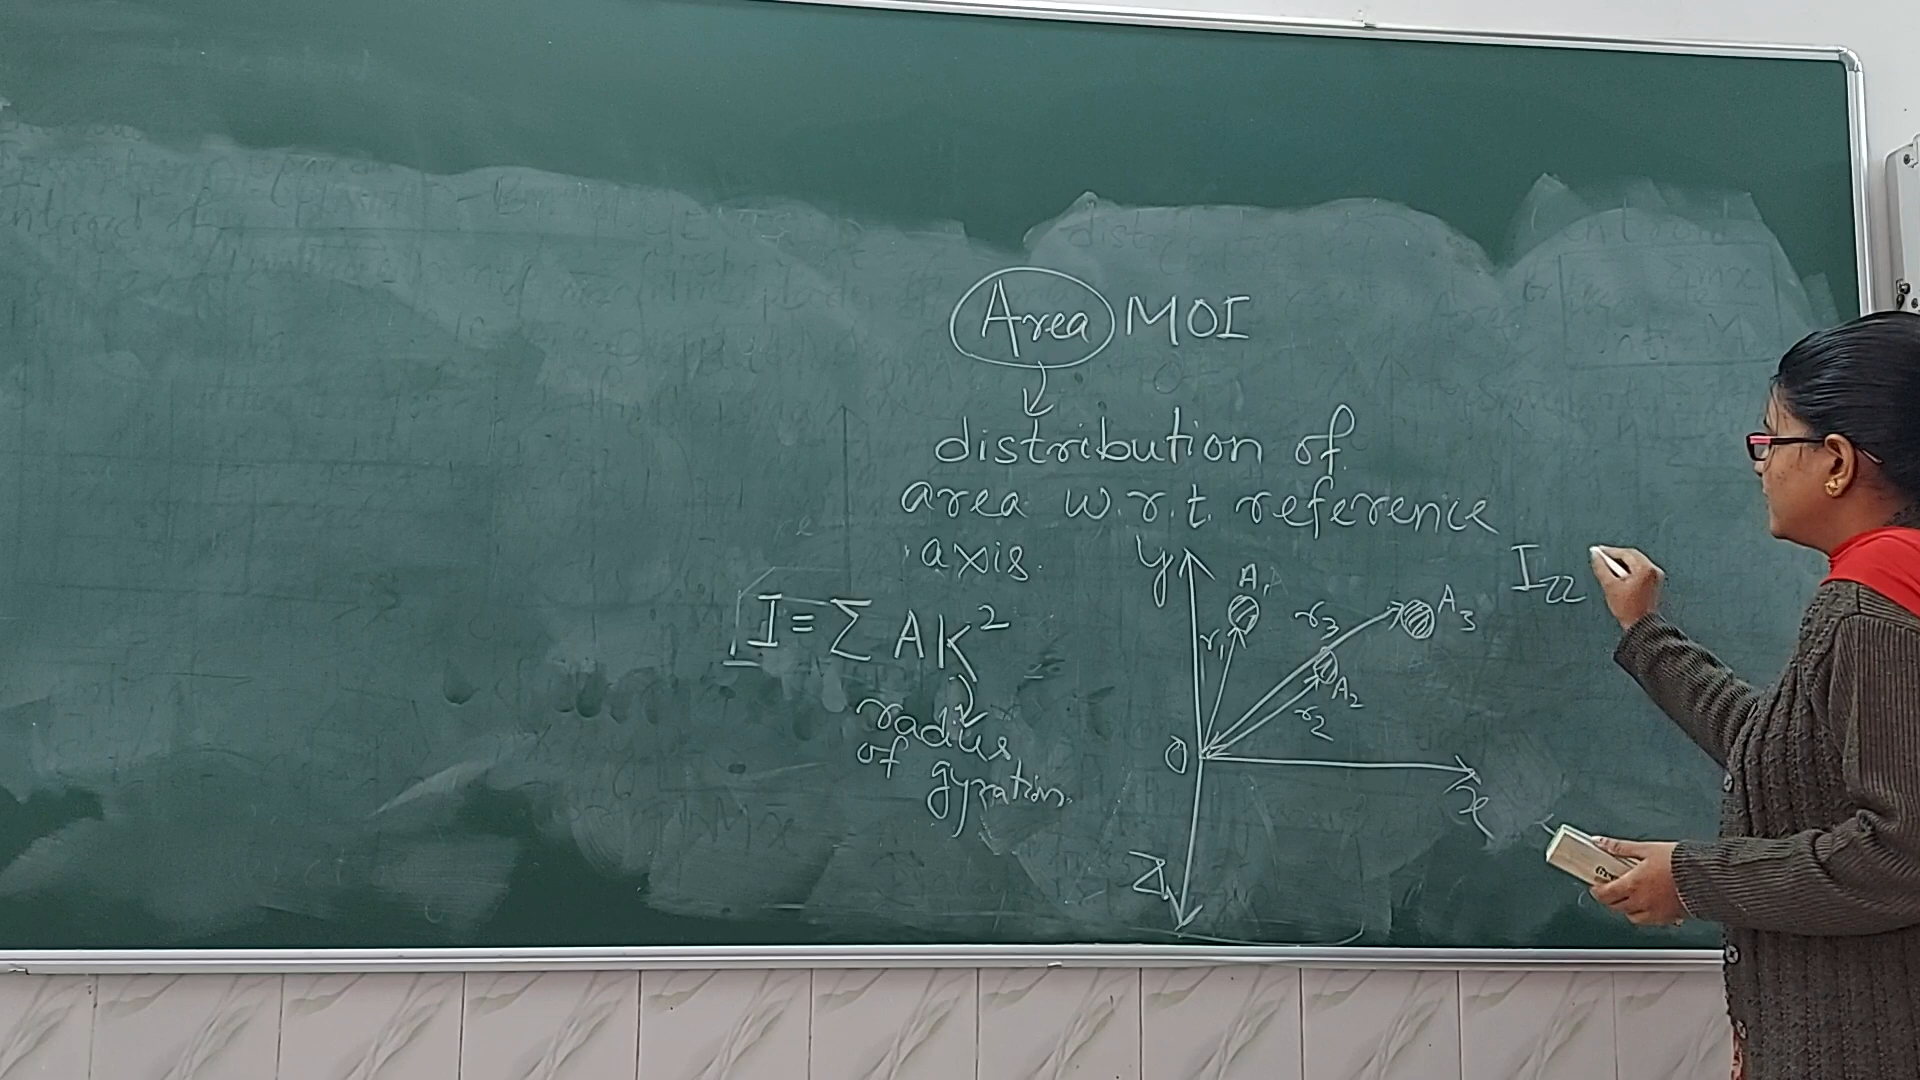 Area MOI
distribution of
area w.r.t. reference
axis.
I = Σ AK²
radius
of gyration.
y
A₁
r₁
r₃
A₃
A₂
r₂
O
x
Z
Izz